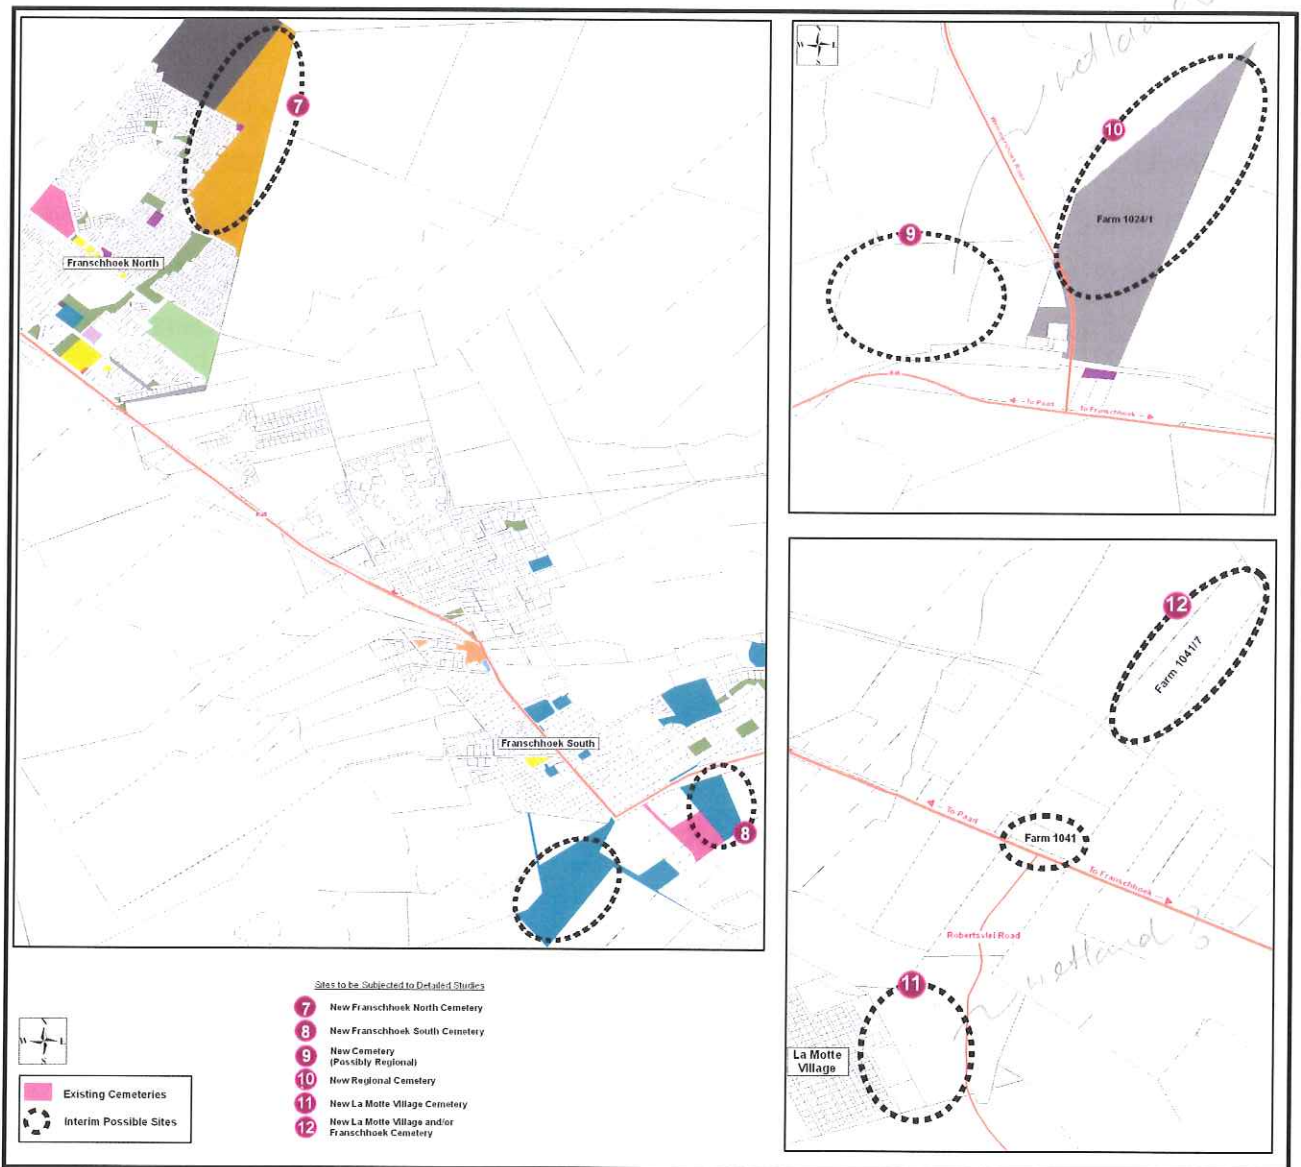 7
Franschhoek North
R45
Franschhoek South
8
N
W E
S
wetland
10
Farm 1024/1
9
R45
To Paarl
To Franschhoek
12
Farm 1041/7
To Paarl
Farm 1041
To Franschhoek
Robertsvlei Road
wetland ?
11
La Motte
Village
Sites to be Subjected to Detailed Studies
7 New Franschhoek North Cemetery
8 New Franschhoek South Cemetery
9 New Cemetery
(Possibly Regional)
10 New Regional Cemetery
11 New La Motte Village Cemetery
12 New La Motte Village and/or
Franschhoek Cemetery
N
W E
S
Existing Cemeteries
Interim Possible Sites